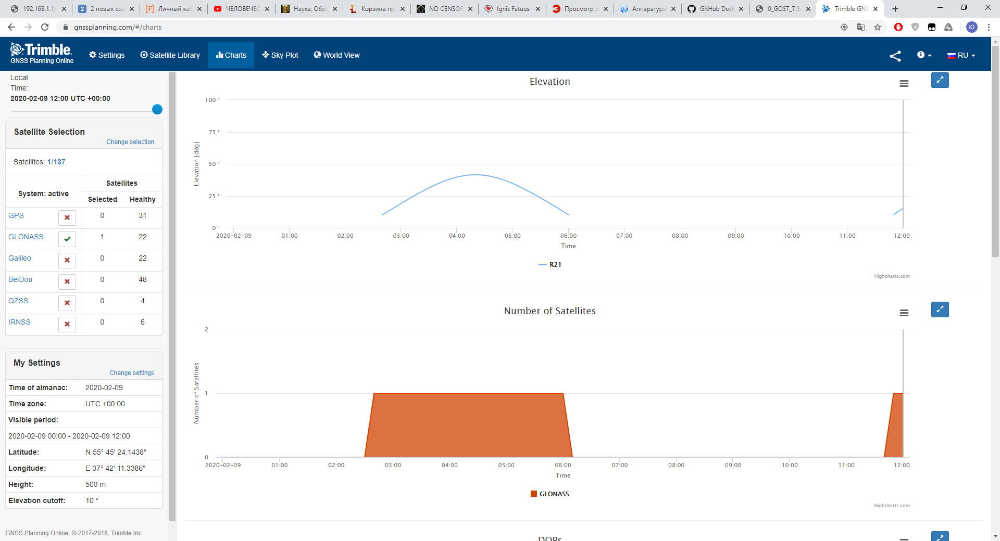 192.168.1.1/
2 новых соо
Личный каб
ЧЕЛОВЕЧЕС
Наука, Обра
Корзина пр
NO CENSOR
Ignis Fatuus
Просмотр р
Аппаратура
GitHub Desk
0_GOST_7.32
Trimble GNS
gnssplanning.com/#/charts
Ю
Trimble.
GNSS Planning Online
Settings
Satellite Library
Charts
Sky Plot
World View
RU
Local
Time:
2020-02-09 12:00 UTC +00:00
Satellite Selection
Change selection
Satellites: 1/137
System: active
Satellites
Selected Healthy
GPS 0 31
GLONASS 1 22
Galileo 0 22
BeiDou 0 48
QZSS 0 4
IRNSS 0 6
My Settings
Change settings
Time of almanac: 2020-02-09
Time zone: UTC +00:00
Visible period:
2020-02-09 00:00 - 2020-02-09 12:00
Latitude: N 55° 45' 24.1438"
Longitude: E 37° 42' 11.3386"
Height: 500 m
Elevation cutoff: 10 °
GNSS Planning Online, © 2017-2018, Trimble Inc.
Elevation
100 °
75 °
50 °
25 °
0 °
Elevation [deg]
2020-02-09 01:00 02:00 03:00 04:00 05:00 06:00 07:00 08:00 09:00 10:00 11:00 12:00
Time
R21
Highcharts.com
Number of Satellites
2
1
0
Number of Satellites
2020-02-09 01:00 02:00 03:00 04:00 05:00 06:00 07:00 08:00 09:00 10:00 11:00 12:00
Time
GLONASS
Highcharts.com
DOPs